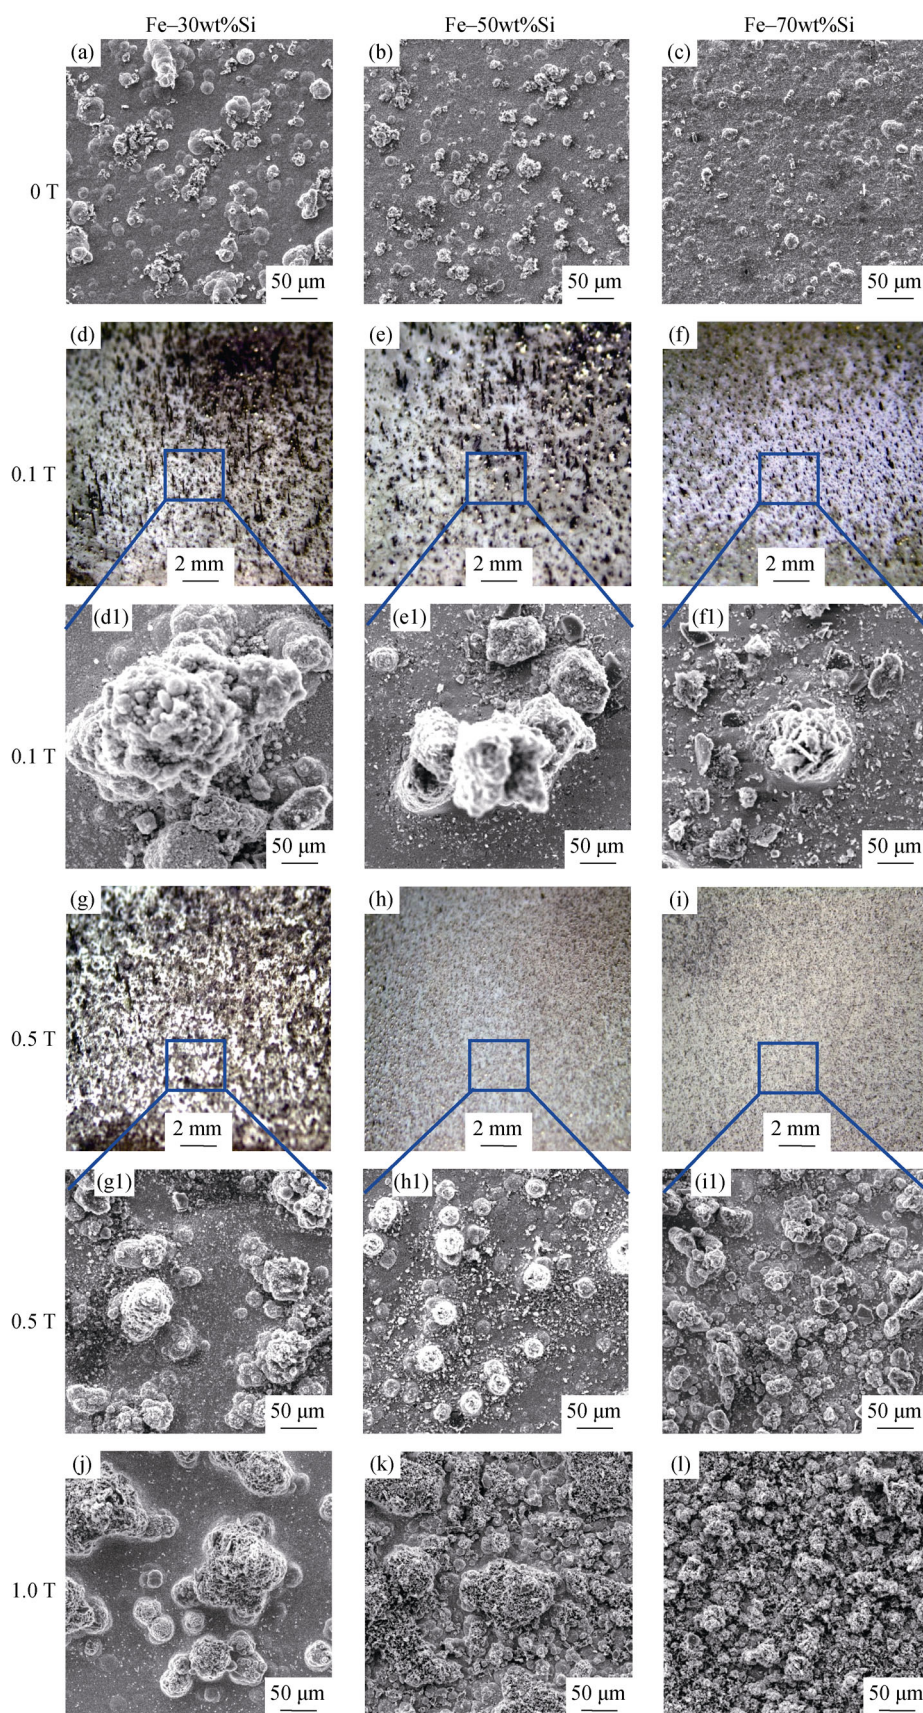 Fe–30wt%Si Fe–50wt%Si Fe–70wt%Si
(a) (b) (c)
0 T
50 μm 50 μm 50 μm
(d) (e) (f)
0.1 T
2 mm 2 mm 2 mm
(d1) (e1) (f1)
0.1 T
50 μm 50 μm 50 μm
(g) (h) (i)
0.5 T
2 mm 2 mm 2 mm
(g1) (h1) (i1)
0.5 T
50 μm 50 μm 50 μm
(j) (k) (l)
1.0 T
50 μm 50 μm 50 μm